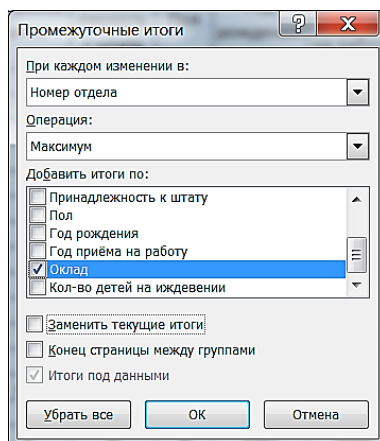 Промежуточные итоги
При каждом изменении в:
Номер отдела
Операция:
Максимум
Добавить итоги по:
Принадлежность к штату
Пол
Год рождения
Год приёма на работу
Оклад
Кол-во детей на иждевении
Заменить текущие итоги
Конец страницы между группами
Итоги под данными
Убрать все ОК Отмена